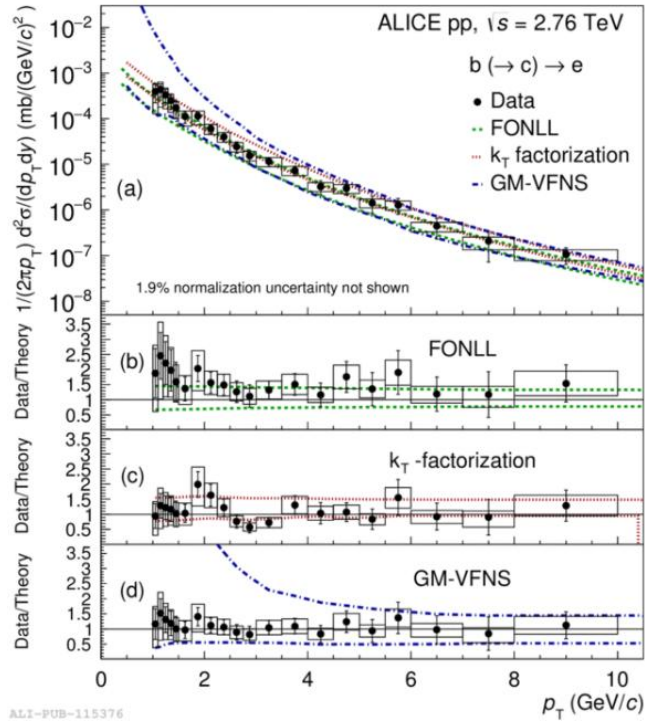 ALICE pp, √s = 2.76 TeV
b (→ c) → e
Data
FONLL
k_T factorization
GM-VFNS
1/(2πp_T) d²σ/(dp_T dy) (mb/(GeV/c)²)
10⁻²
10⁻³
10⁻⁴
10⁻⁵
10⁻⁶
10⁻⁷
10⁻⁸
(a)
1.9% normalization uncertainty not shown
Data/Theory
3.5
3
2.5
2
1.5
1
0.5
(b)
FONLL
Data/Theory
3.5
3
2.5
2
1.5
1
0.5
(c)
k_T -factorization
Data/Theory
3.5
3
2.5
2
1.5
1
0.5
(d)
GM-VFNS
0 2 4 6 8 10
p_T (GeV/c)
ALI-PUB-115376